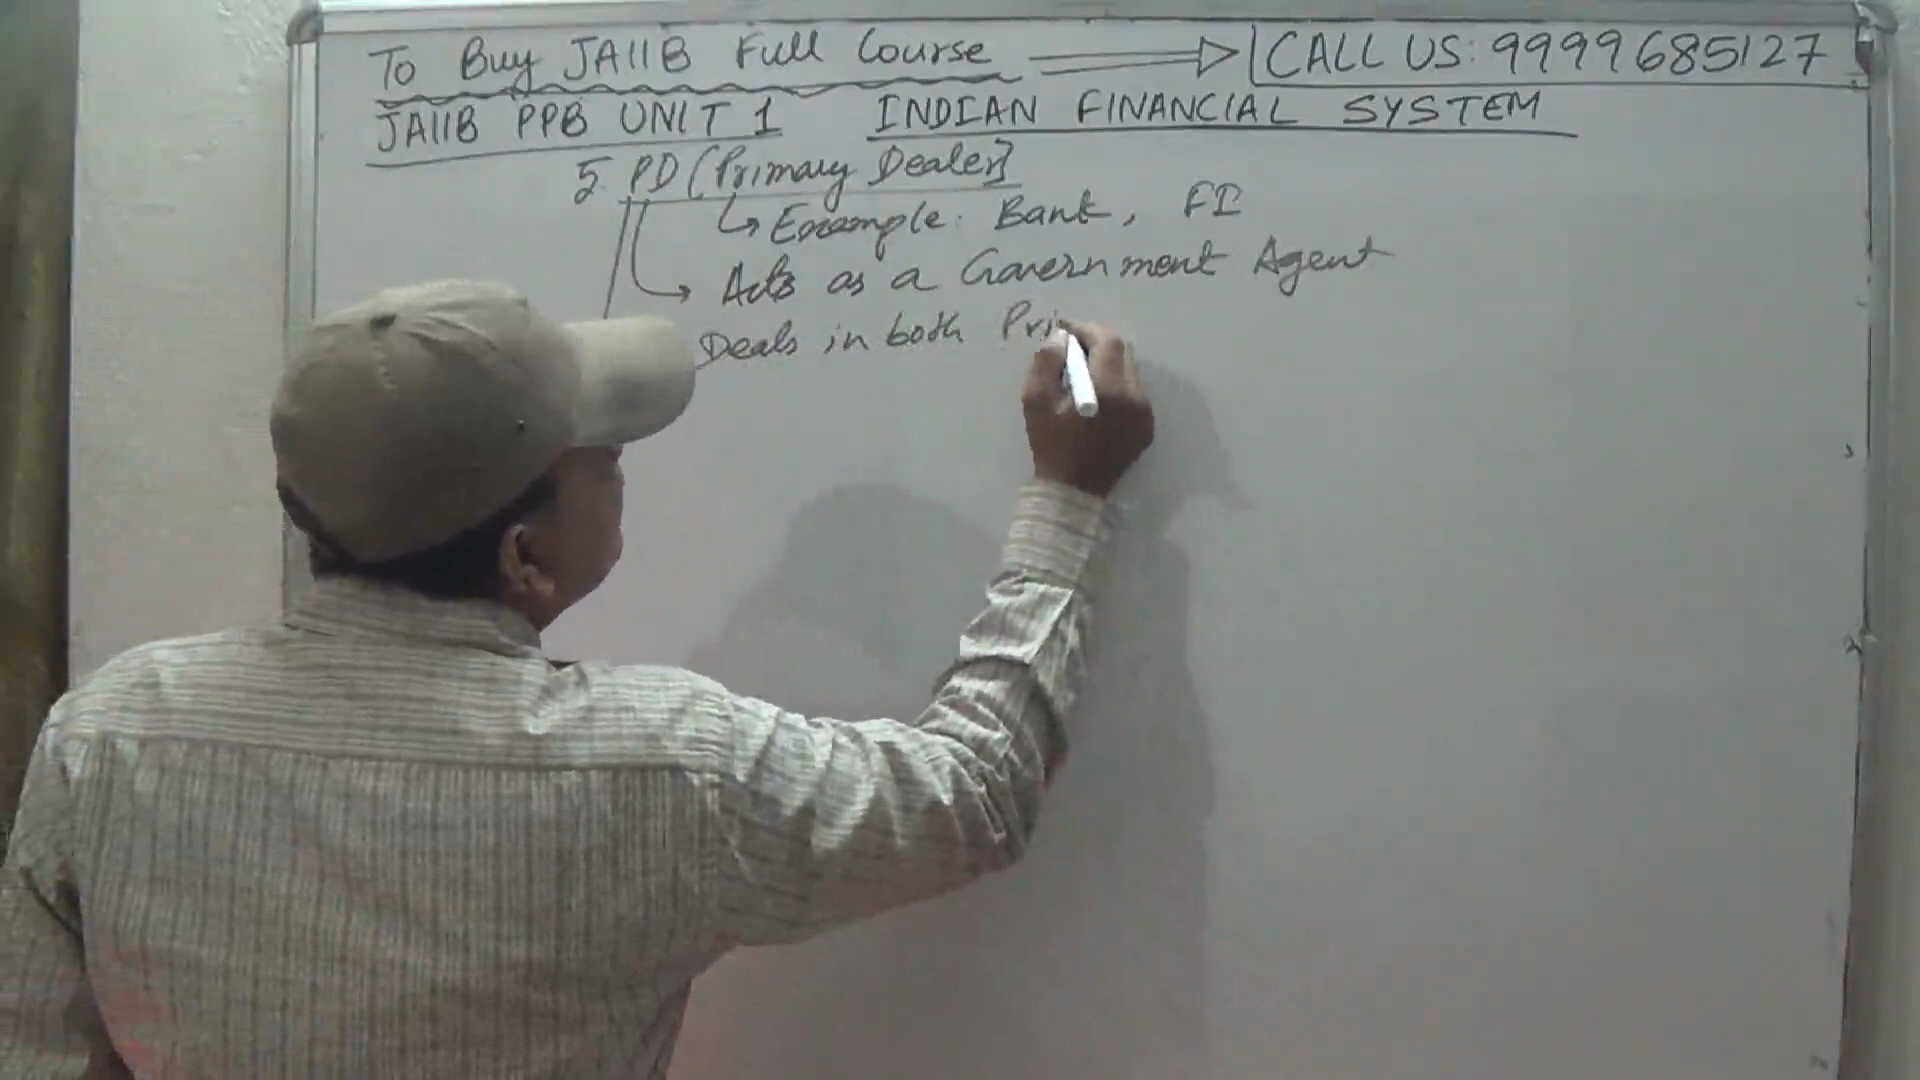 To Buy JAIIB Full Course CALL US: 9999685127
JAIIB PPB UNIT 1 INDIAN FINANCIAL SYSTEM
5. PD (Primary Dealer]
Example: Bank, FI
Acts as a Government Agent
Deals in both Pri